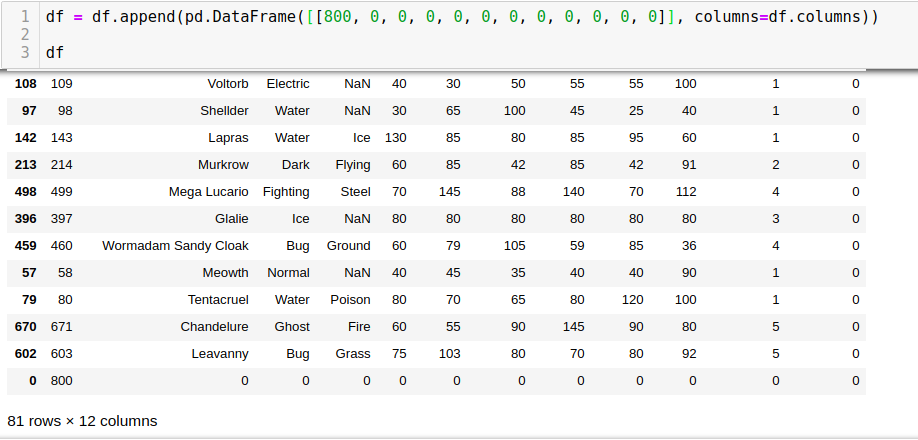 1 df = df.append(pd.DataFrame([[800, 0, 0, 0, 0, 0, 0, 0, 0, 0, 0, 0]], columns=df.columns))
2
3 df
108 109 Voltorb Electric NaN 40 30 50 55 55 100 1 0
97 98 Shellder Water NaN 30 65 100 45 25 40 1 0
142 143 Lapras Water Ice 130 85 80 85 95 60 1 0
213 214 Murkrow Dark Flying 60 85 42 85 42 91 2 0
498 499 Mega Lucario Fighting Steel 70 145 88 140 70 112 4 0
396 397 Glalie Ice NaN 80 80 80 80 80 80 3 0
459 460 Wormadam Sandy Cloak Bug Ground 60 79 105 59 85 36 4 0
57 58 Meowth Normal NaN 40 45 35 40 40 90 1 0
79 80 Tentacruel Water Poison 80 70 65 80 120 100 1 0
670 671 Chandelure Ghost Fire 60 55 90 145 90 80 5 0
602 603 Leavanny Bug Grass 75 103 80 70 80 92 5 0
0 800 0 0 0 0 0 0 0 0 0 0 0
81 rows × 12 columns